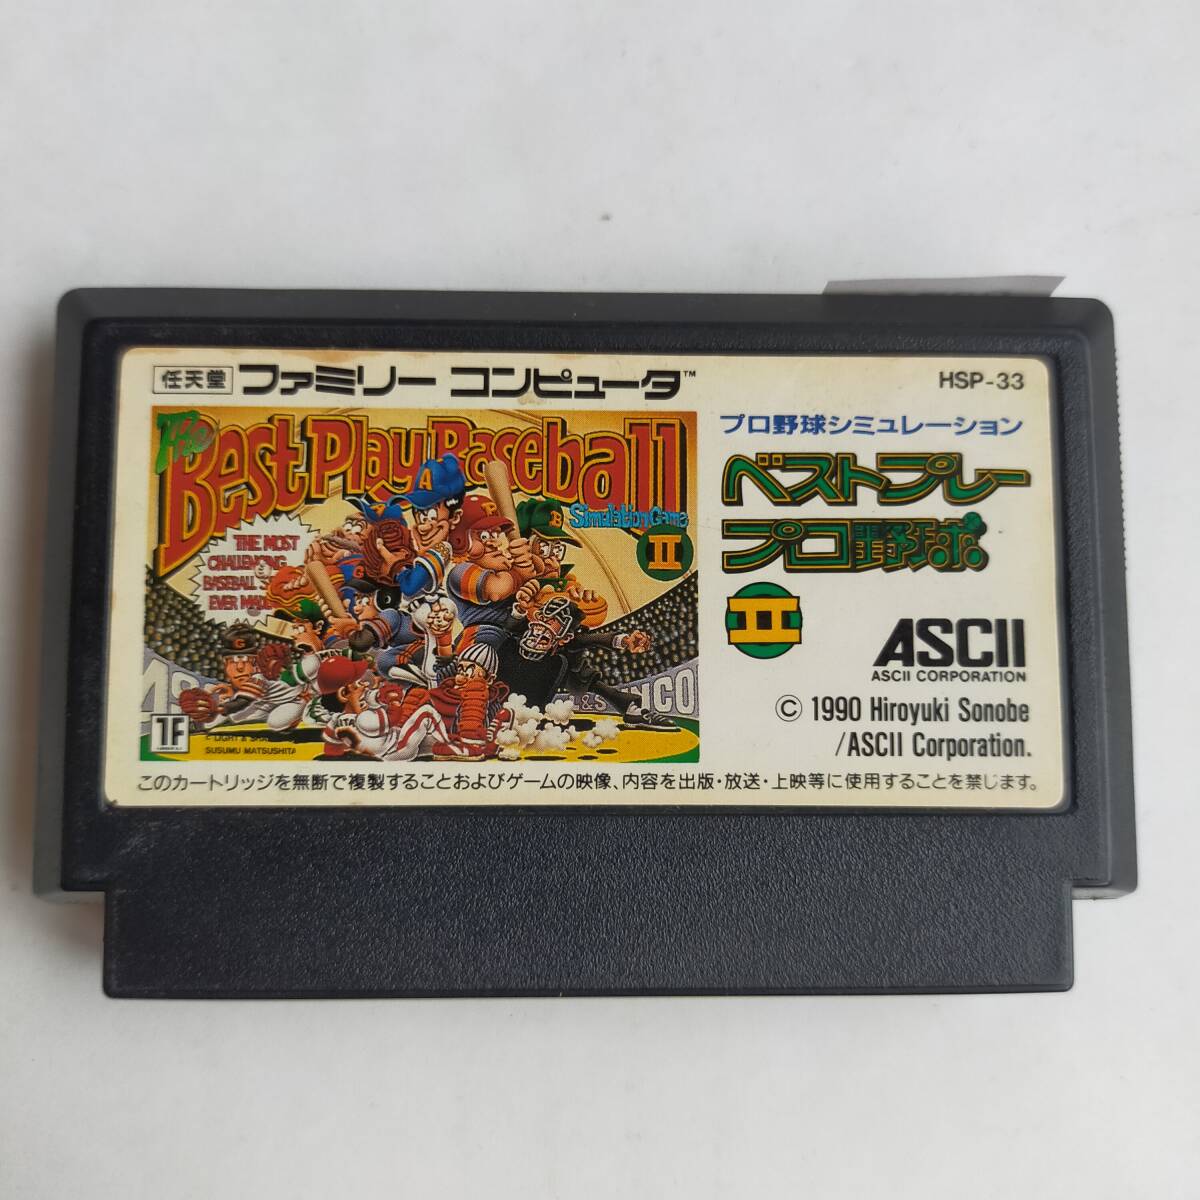 任天堂 ファミリー コンピュータ™
HSP-33
The
Best Play Baseball
Simulation Game
II
THE MOST
CHALLENGING
BASEBALL
EVER MADE
A
P
B
G
G
© LIGHT & SHA
SUSUMU MATSUSHITA
TF
プロ野球シミュレーション
ベストプレー
プロ野球
II
ASCII
ASCII CORPORATION
© 1990 Hiroyuki Sonobe
/ASCII Corporation.
このカートリッジを無断で複製することおよびゲームの映像、内容を出版・放送・上映等に使用することを禁じます。